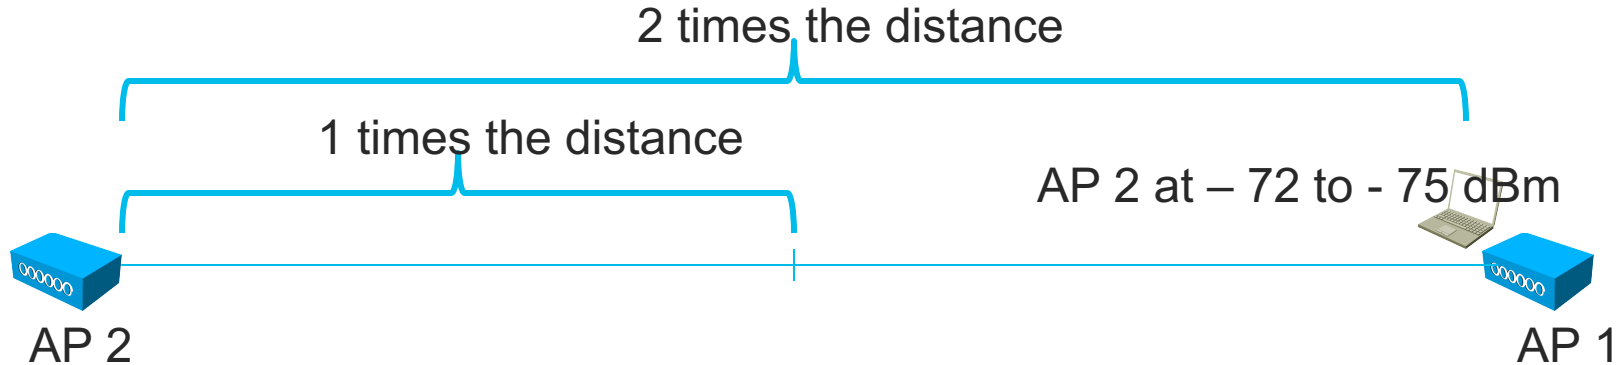 2 times the distance
1 times the distance
AP 2 at – 72 to - 75 dBm
AP 2
AP 1